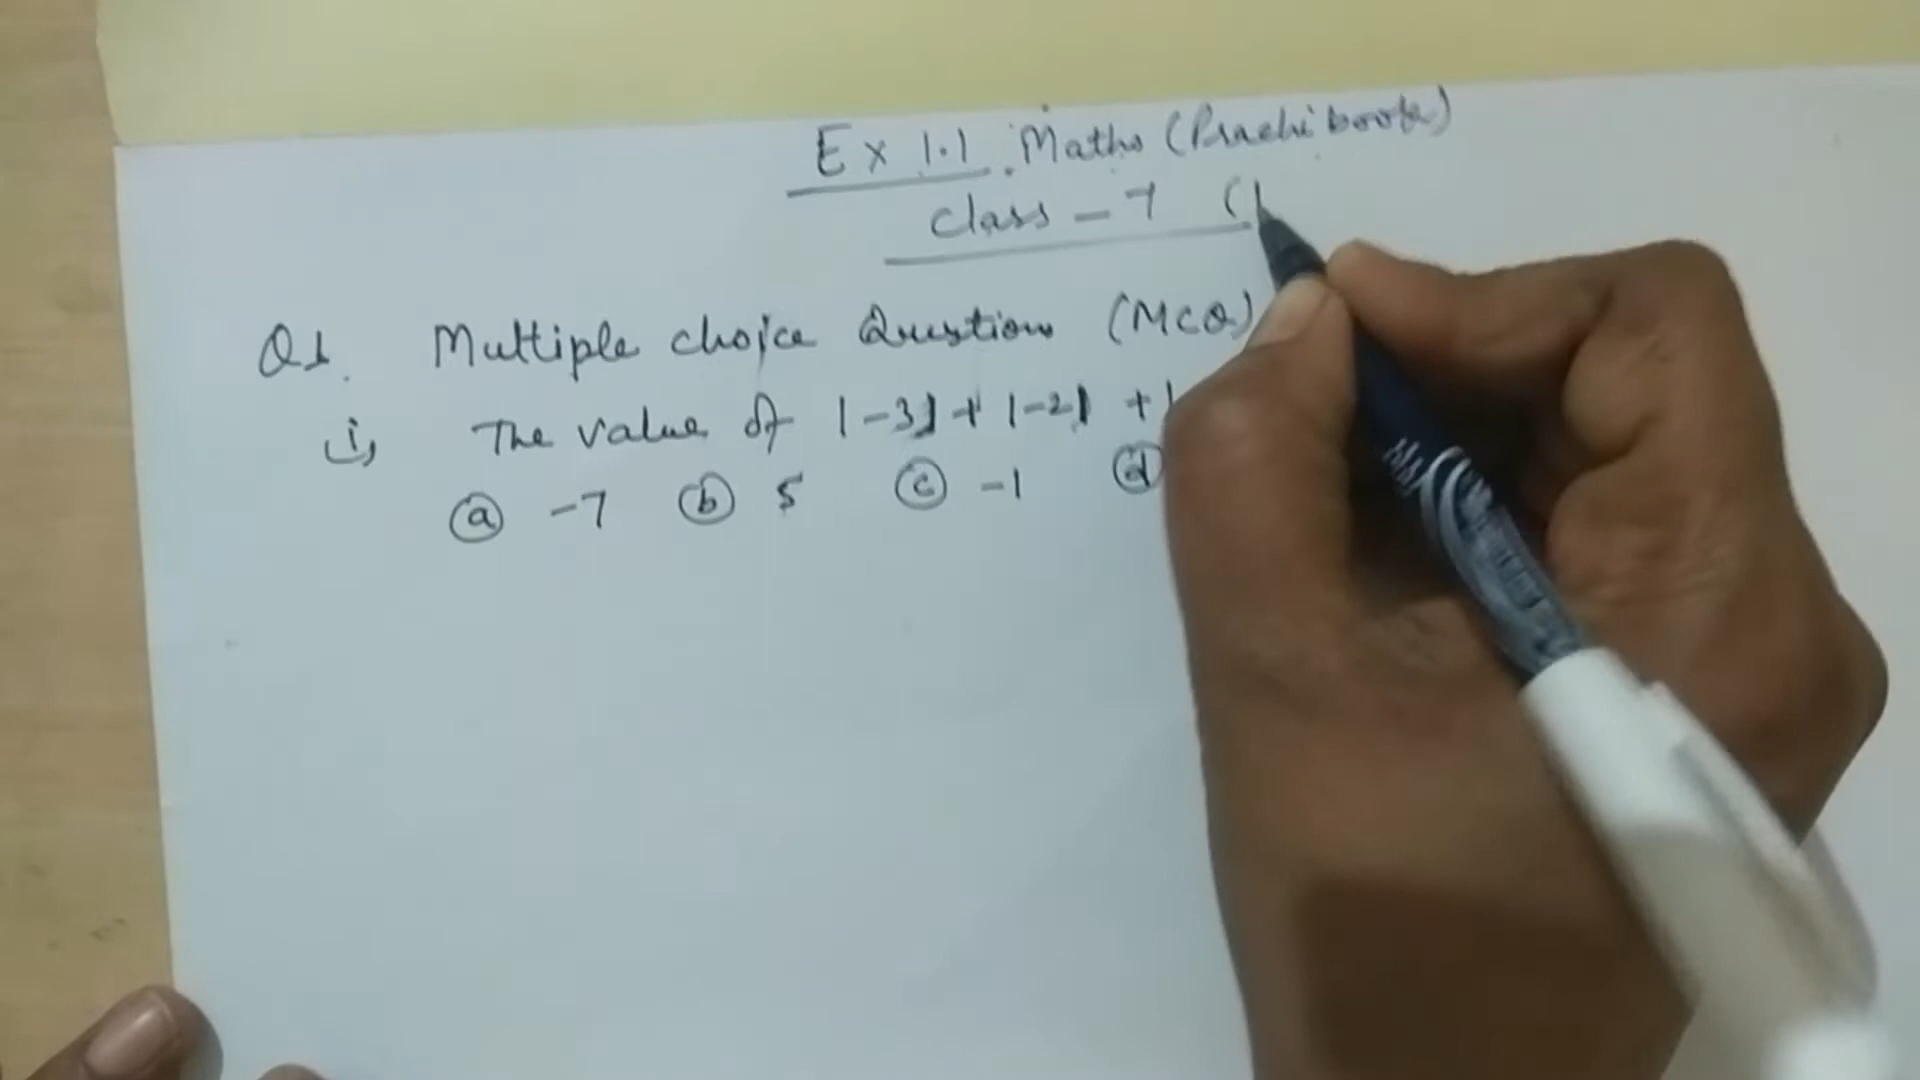 Ex 1.1 Maths (Prachi book)
Class - 7 (
Q1. Multiple choice Question (MCQ)
i, The value of |-3|+|-2| +|
ⓐ -7 ⓑ 5 ⓒ -1 ⓓ